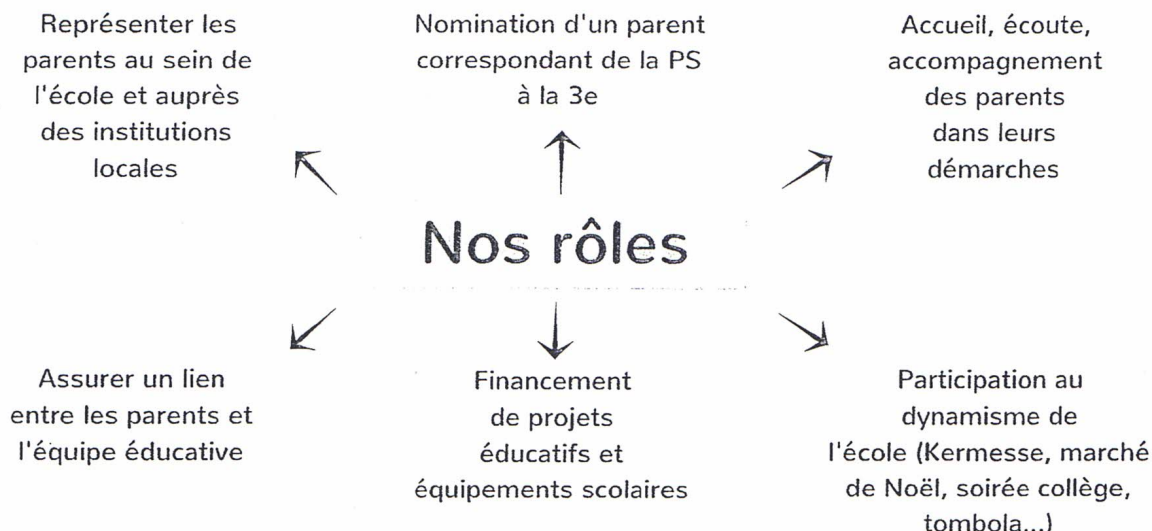 Représenter les
parents au sein de
l'école et auprès
des institutions
locales
Nomination d'un parent
correspondant de la PS
à la 3e
Accueil, écoute,
accompagnement
des parents
dans leurs
démarches
Nos rôles
Assurer un lien
entre les parents et
l'équipe éducative
Financement
de projets
éducatifs et
équipements scolaires
Participation au
dynamisme de
l'école (Kermesse, marché
de Noël, soirée collège,
tombola...)